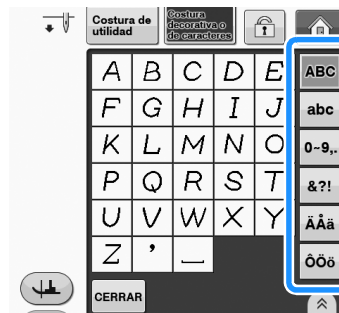 Costura de
utilidad
Costura
decorativa o
de caracteres
A B C D E
F G H I J
K L M N O
P Q R S T
U V W X Y
Z ’ _
CERRAR
ABC
abc
0~9,.
&?!
ÄÅä
ÔÖö